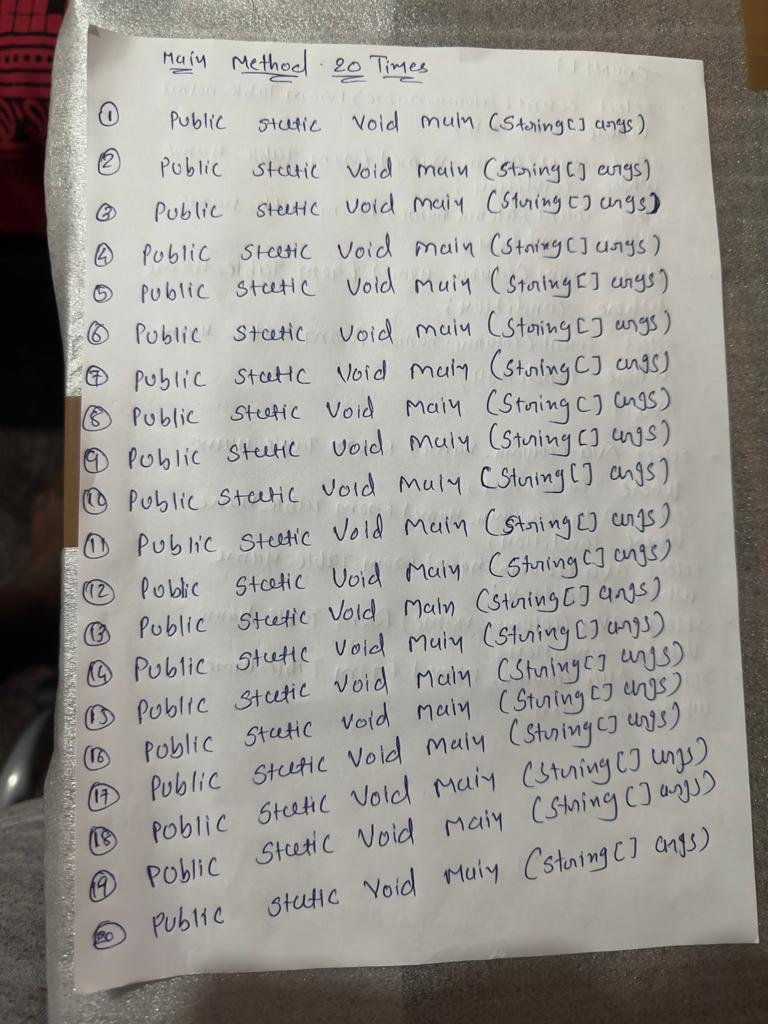 Main Method 20 Times
① Public static void main (String[] args)
② Public static void main (String[] args)
③ Public static void main (String[] args)
④ Public static void main (String[] args)
⑤ Public static void main (String[] args)
⑥ Public static void main (String[] args)
⑦ Public static void main (String[] args)
⑧ Public static void main (String[] args)
⑨ Public static void main (String[] args)
⑩ Public static void main (String[] args)
⑪ Public static void main (String[] args)
⑫ Public static void main (String[] args)
⑬ Public static void main (String[] args)
⑭ Public static void main (String[] args)
⑮ Public static void main (String[] args)
⑯ Public static void main (String[] args)
⑰ Public static void main (String[] args)
⑱ Public static void main (String[] args)
⑲ Public static void main (String[] args)
⑳ Public static void main (String[] args)